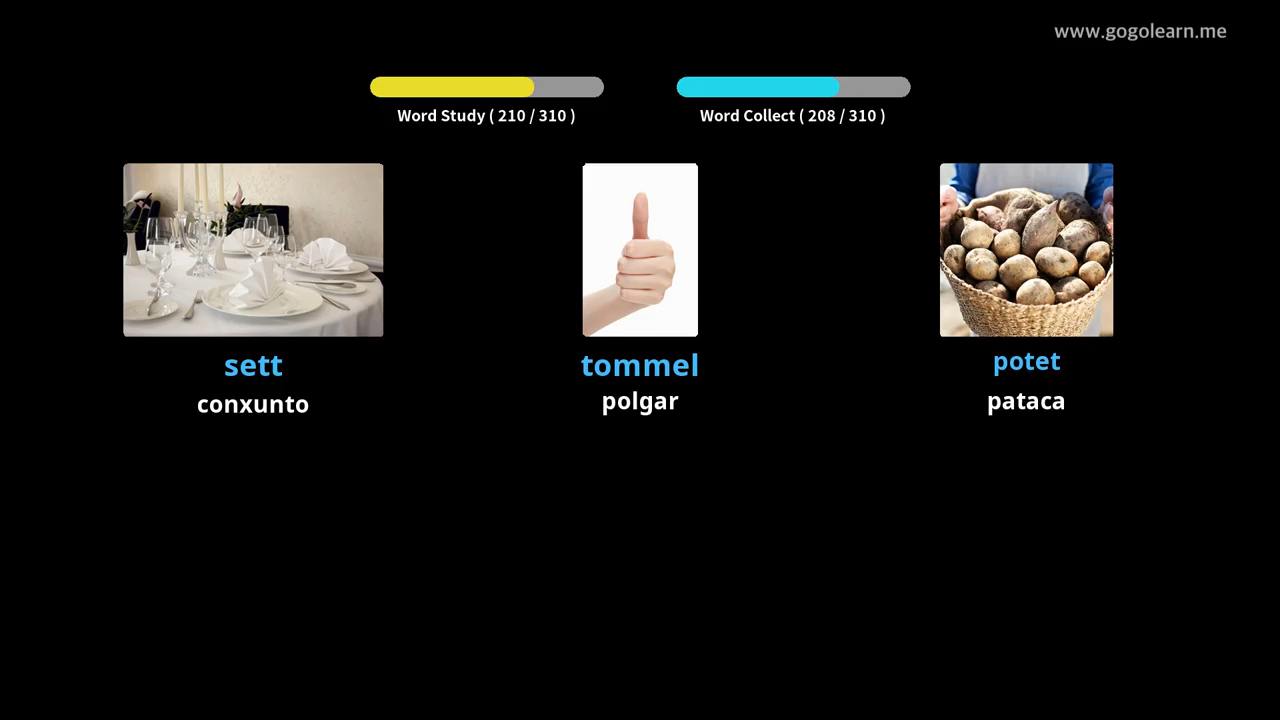 www.gogolearn.me
Word Study ( 210 / 310 )
Word Collect ( 208 / 310 )
sett
conxunto
tommel
polgar
potet
pataca